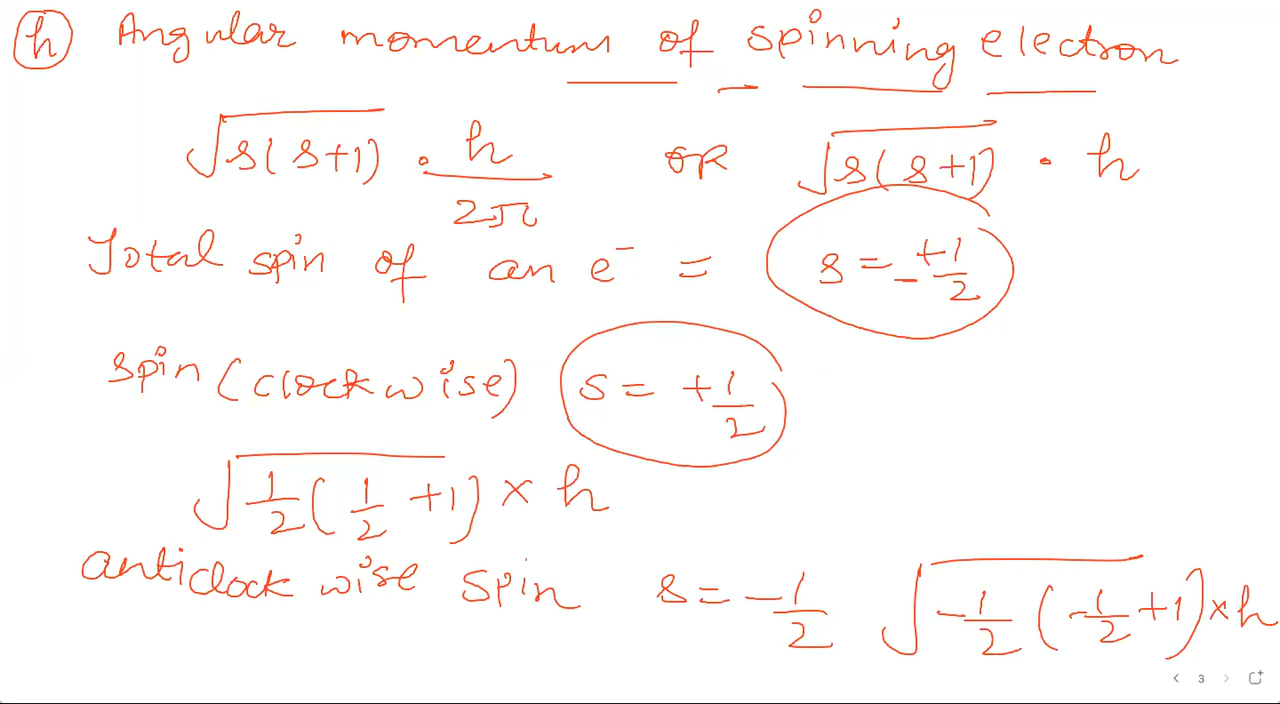 (h) Angular momentum of spinning electron
√s(s+1) · h/2π or √s(s+1) · ħ
Total spin of an e⁻ = s = ±1/2
spin (clockwise) s = +1/2
√1/2(1/2+1) × ħ
anticlockwise spin s = -1/2 √-1/2(-1/2+1) × ħ
3